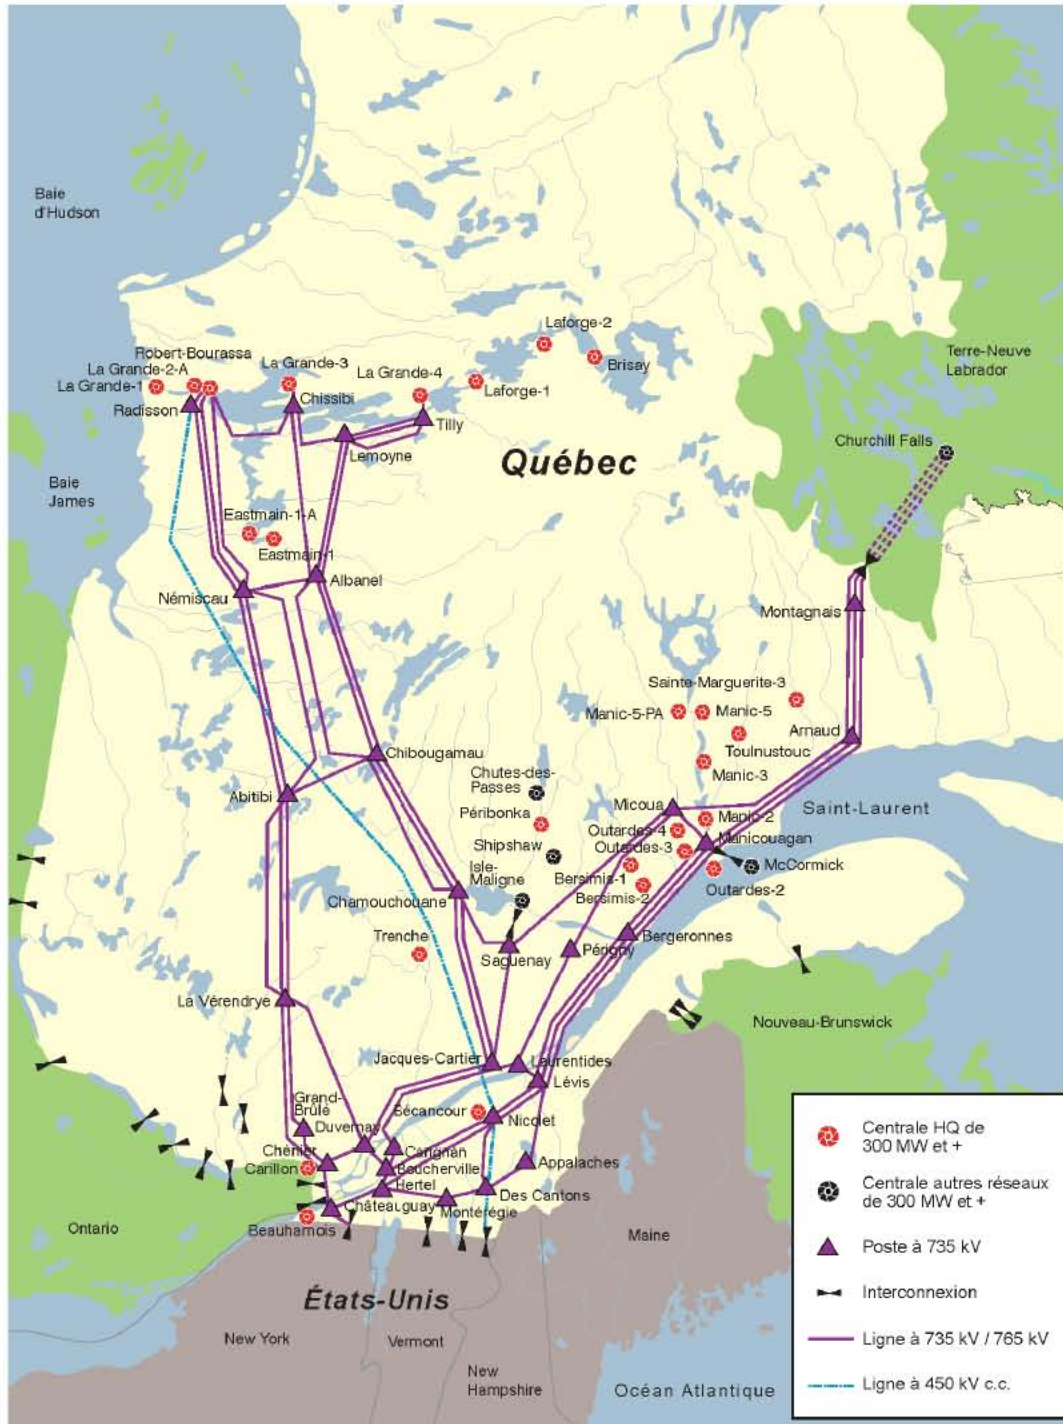 Baie
d'Hudson
Laforge-2
Robert-Bourassa
La Grande-3
Brisay
Terre-Neuve
Labrador
La Grande-2-A
La Grande-4
La Grande-1
Laforge-1
Radisson
Chissibi
Tilly
Lemoyne
Churchill Falls
Québec
Baie
James
Eastmain-1-A
Eastmain-1
Albanel
Némiscau
Montagnais
Sainte-Marguerite-3
Manic-5-PA
Manic-5
Arnaud
Toulnustouc
Chibougamau
Manic-3
Chutes-des-
Passes
Abitibi
Micoua
Saint-Laurent
Péribonka
Manic-2
Outardes-4
Manicouagan
Shipshaw
Outardes-3
McCormick
Isle-
Maligne
Bersimis-1
Outardes-2
Bersimis-2
Chamouchouane
Trenche
Bergeronnes
Saguenay
Périgny
La Vérendrye
Nouveau-Brunswick
Jacques-Cartier
Laurentides
Lévis
Grand-
Brûlé
Bécancour
Nicolet
Duvernay
Carignan
Chénier
Carillon
Boucherville
Appalaches
Hertel
Des Cantons
Châteauguay
Montérégie
Beauharnois
Ontario
Maine
États-Unis
New York
Vermont
New
Hampshire
Océan Atlantique
Centrale HQ de
300 MW et +
Centrale autres réseaux
de 300 MW et +
Poste à 735 kV
Interconnexion
Ligne à 735 kV / 765 kV
Ligne à 450 kV c.c.